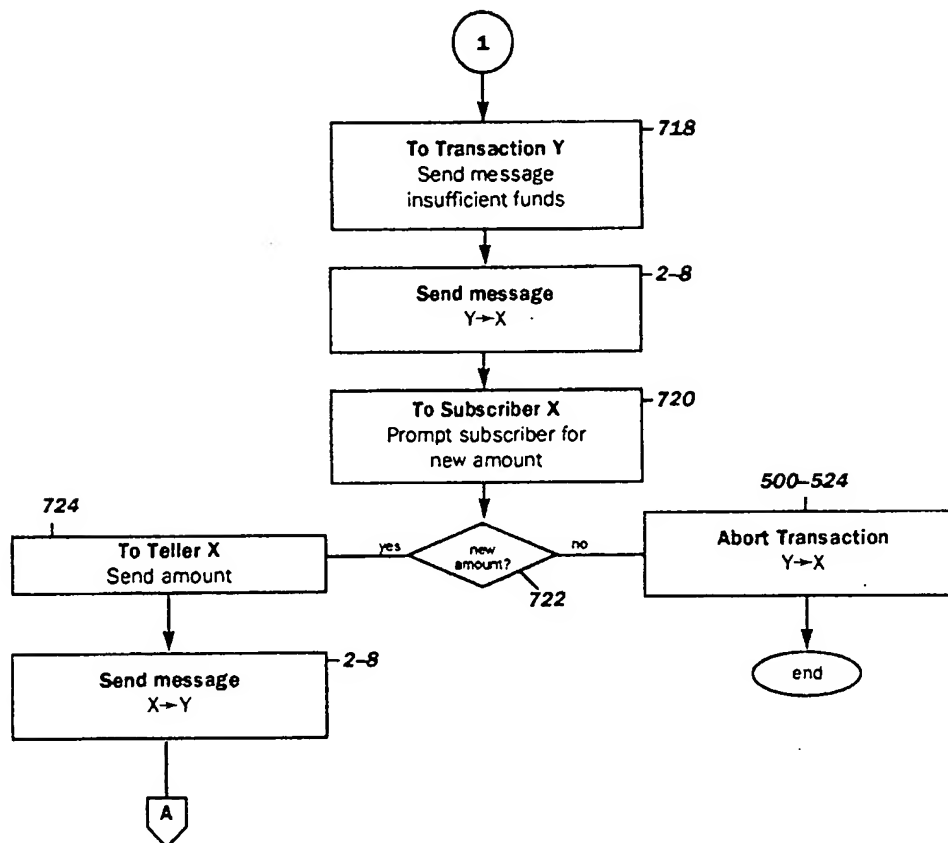 1
718
To Transaction Y
Send message
insufficient funds
2–8
Send message
Y→X
720
To Subscriber X
Prompt subscriber for
new amount
500–524
724
To Teller X
Send amount
yes
new
amount?
no
722
Abort Transaction
Y→X
2–8
Send message
X→Y
end
A